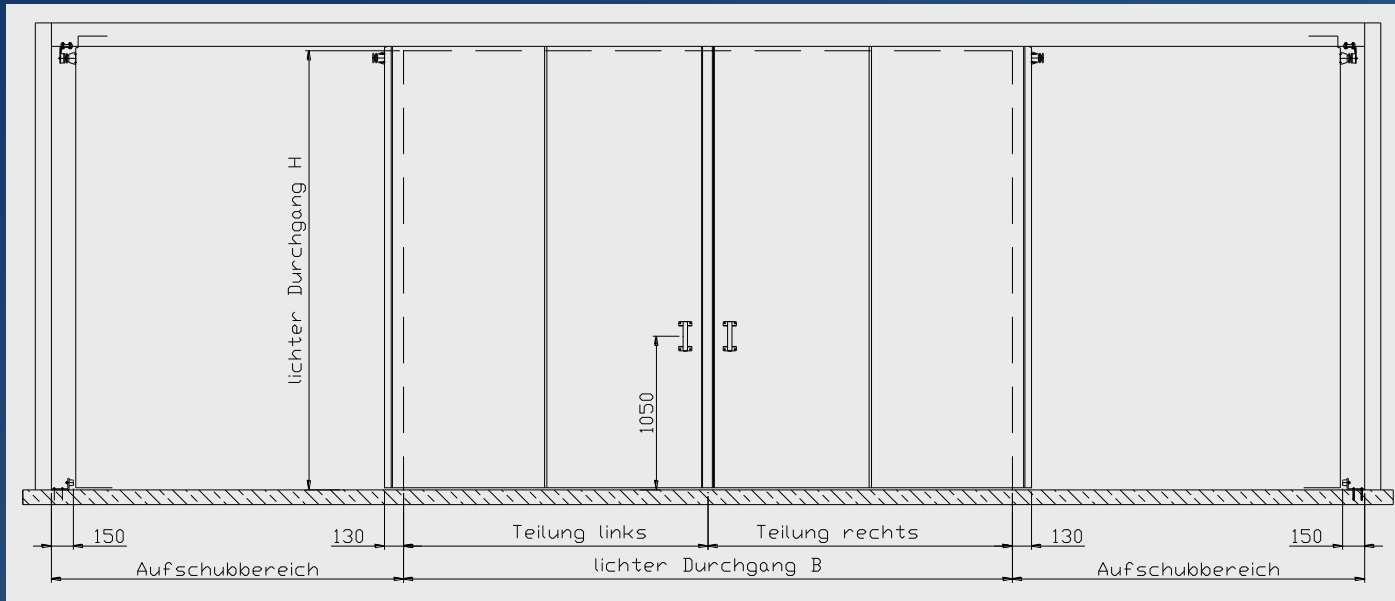 lichter Durchgang H
1050
150
130
Teilung links
Teilung rechts
130
150
Aufschubbereich
lichter Durchgang B
Aufschubbereich